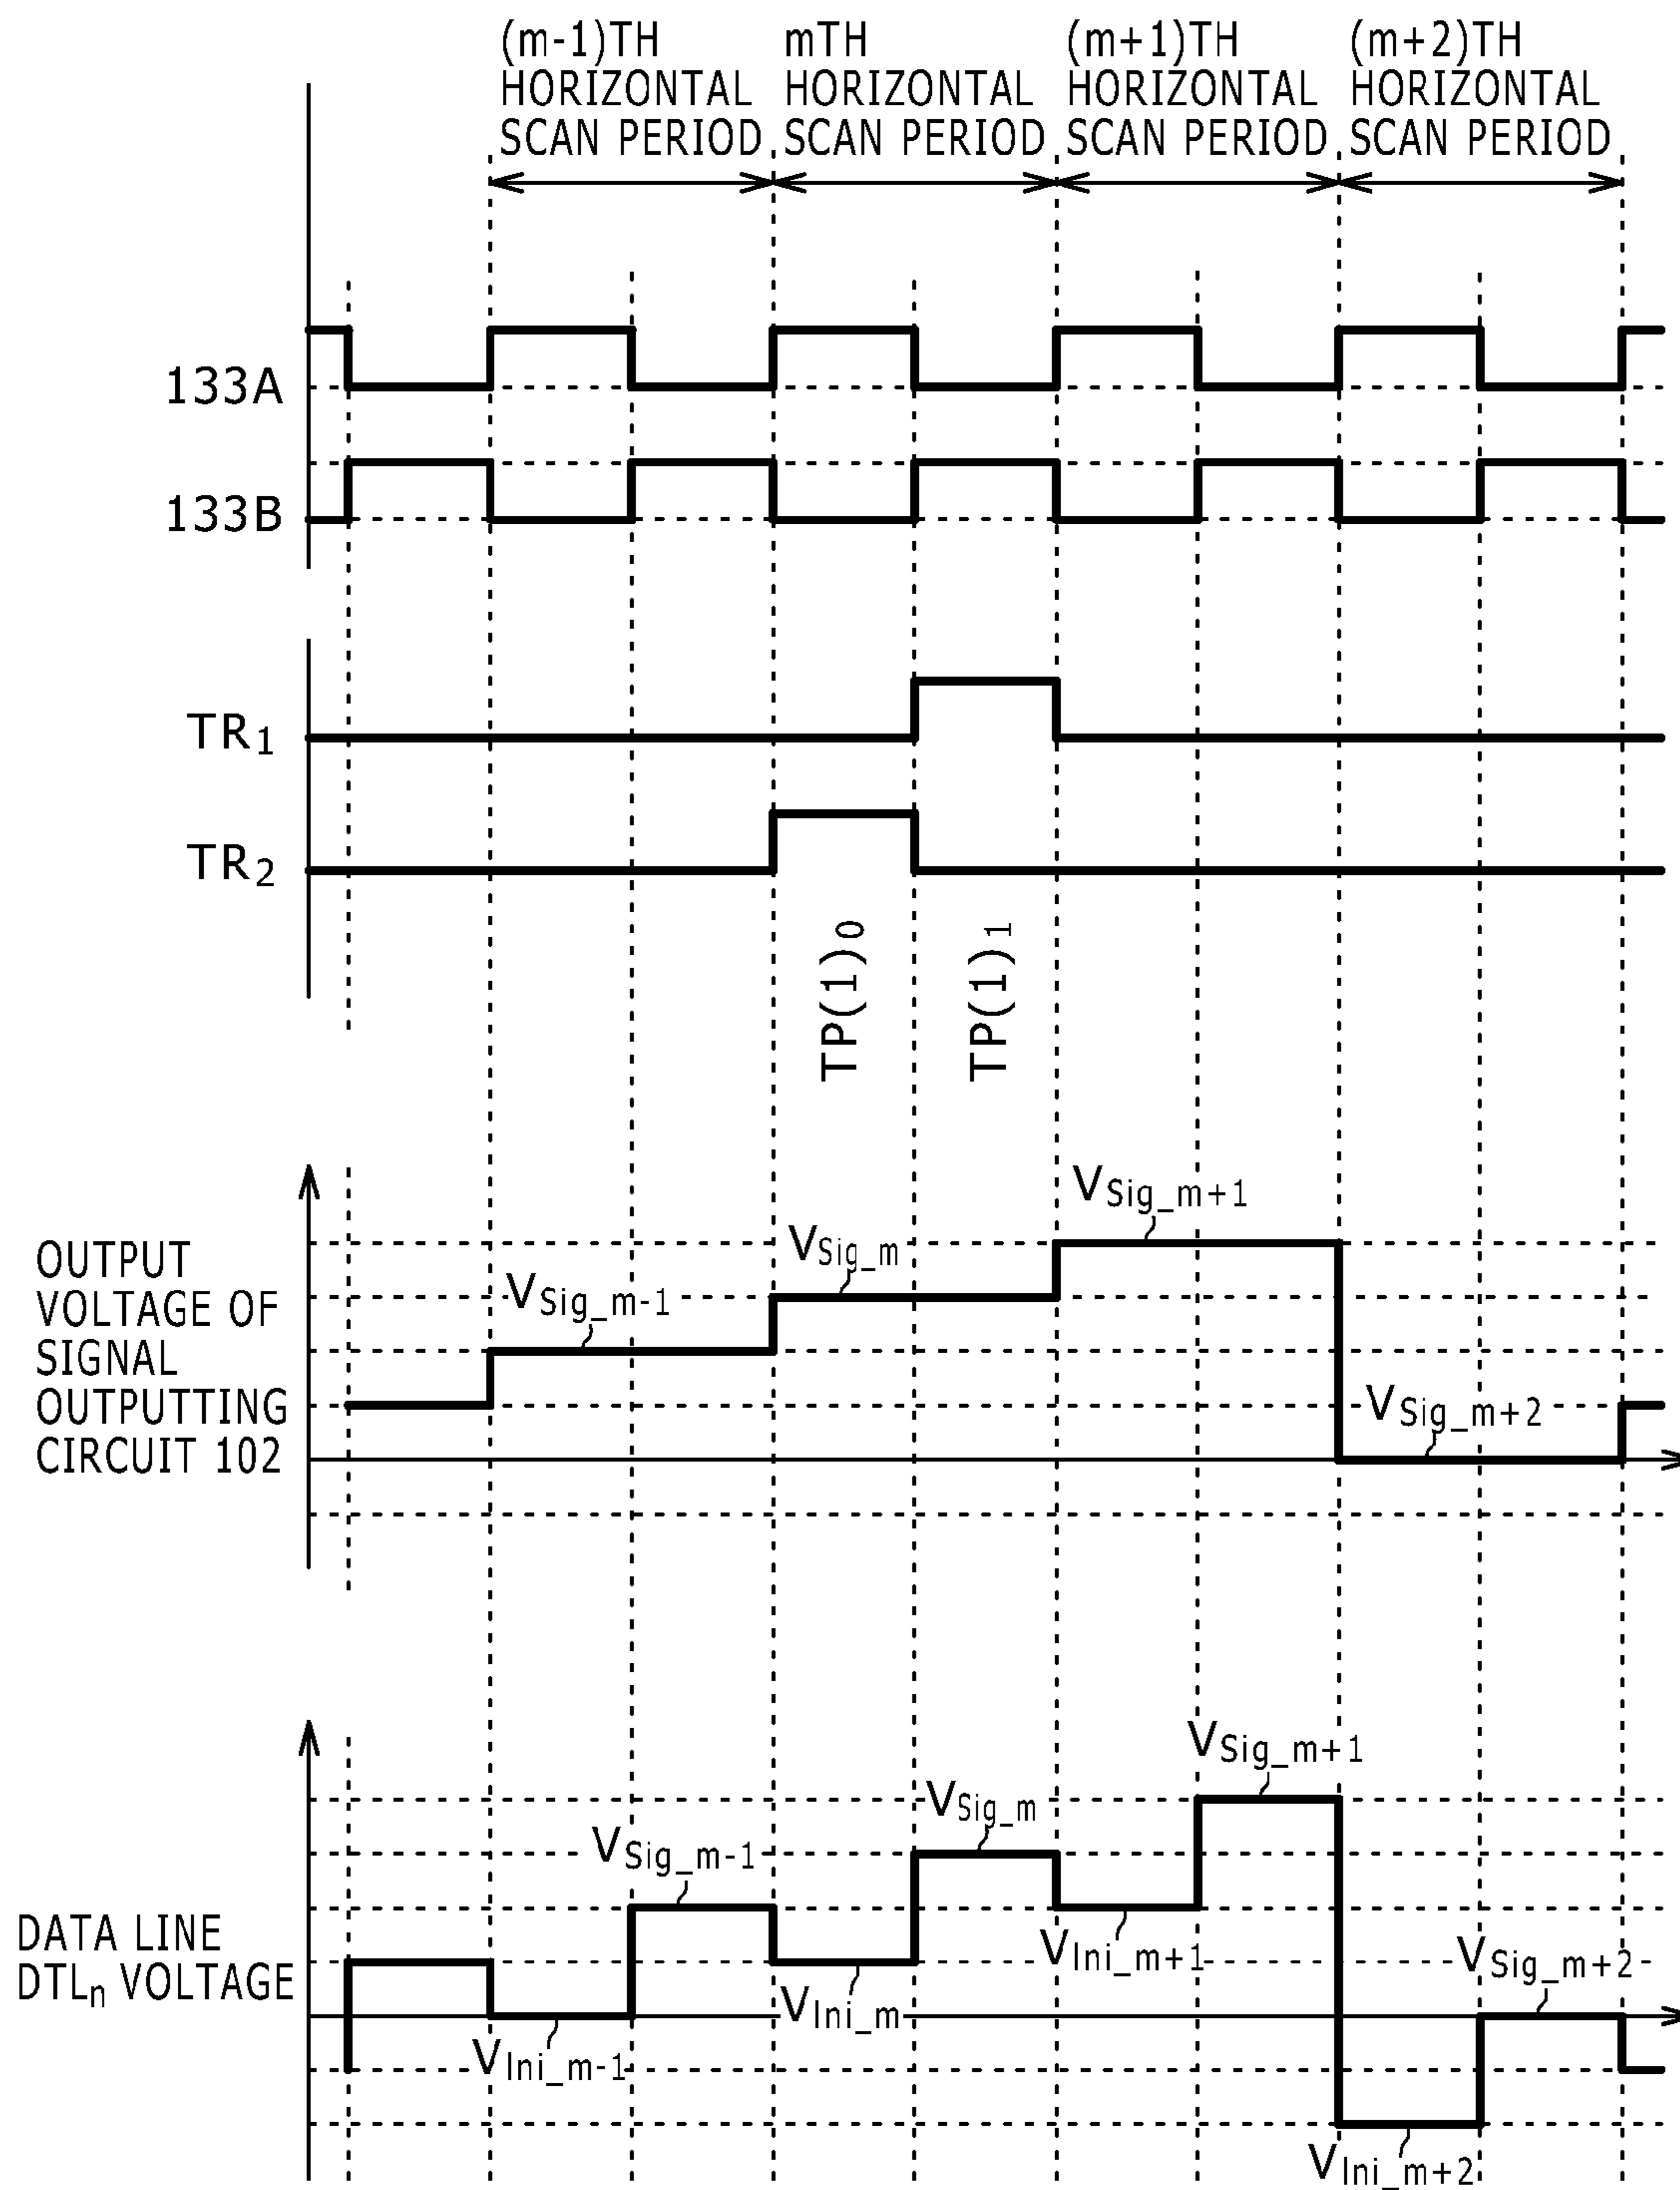 (m-1)TH
HORIZONTAL
SCAN PERIOD
mTH
HORIZONTAL
SCAN PERIOD
(m+1)TH
HORIZONTAL
SCAN PERIOD
(m+2)TH
HORIZONTAL
SCAN PERIOD
133A
133B
TR1
TR2
TP(1)0
TP(1)1
OUTPUT
VOLTAGE OF
SIGNAL
OUTPUTTING
CIRCUIT 102
VSig_m-1
VSig_m
VSig_m+1
VSig_m+2
DATA LINE
DTLn VOLTAGE
VIni_m-1
VSig_m-1
VIni_m
VSig_m
VIni_m+1
VSig_m+1
VIni_m+2
VSig_m+2